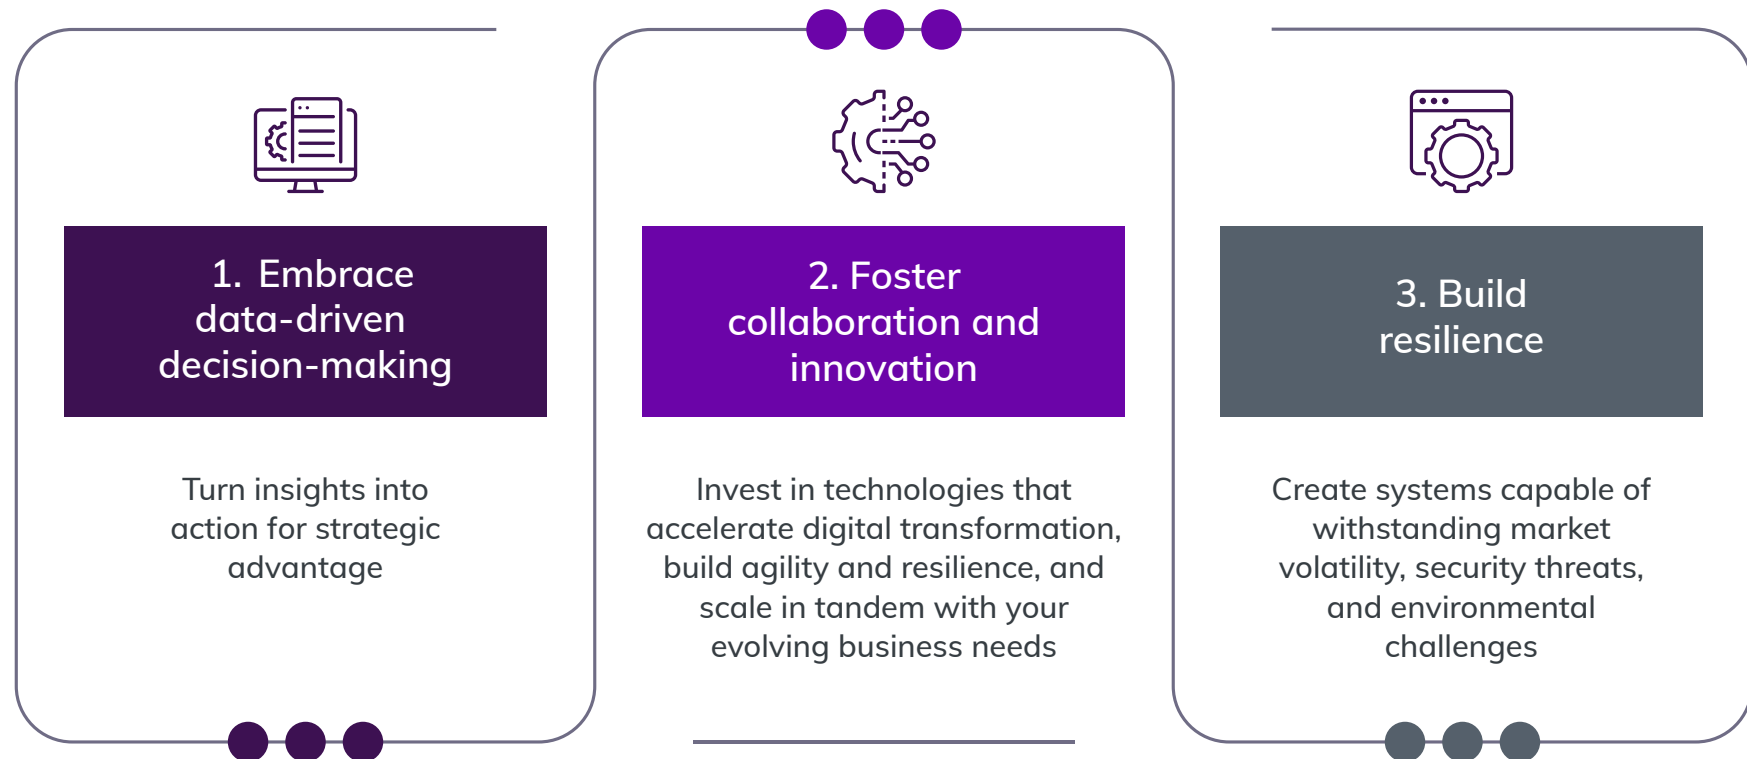 1. Embrace
data-driven
decision-making
Turn insights into
action for strategic
advantage
2. Foster
collaboration and
innovation
Invest in technologies that
accelerate digital transformation,
build agility and resilience, and
scale in tandem with your
evolving business needs
3. Build
resilience
Create systems capable of
withstanding market
volatility, security threats,
and environmental
challenges